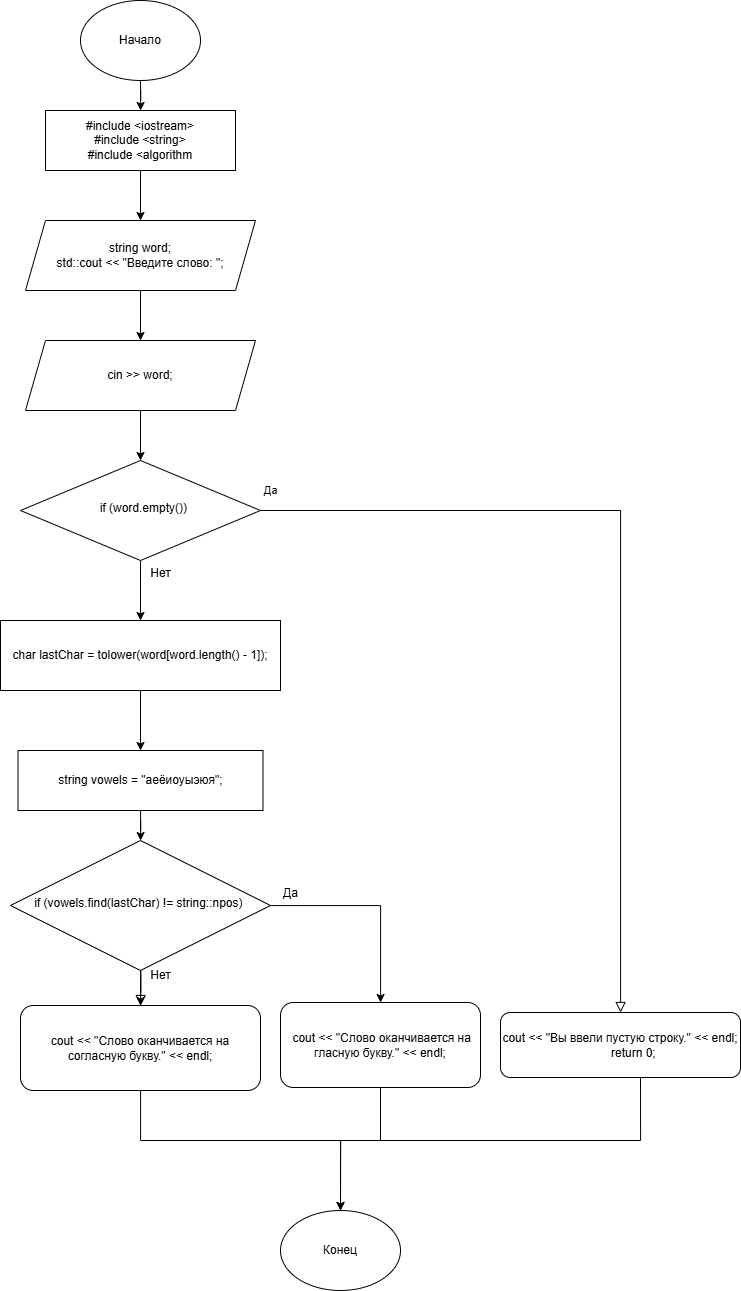 Начало
#include <iostream>
#include <string>
#include <algorithm
string word;
std::cout << "Введите слово: ";
cin >> word;
if (word.empty())
Да
Нет
char lastChar = tolower(word[word.length() - 1]);
string vowels = "аеёиоуыэюя";
if (vowels.find(lastChar) != string::npos)
Да
Нет
cout << "Слово оканчивается на
согласную букву." << endl;
cout << "Слово оканчивается на
гласную букву." << endl;
cout << "Вы ввели пустую строку." << endl;
return 0;
Конец